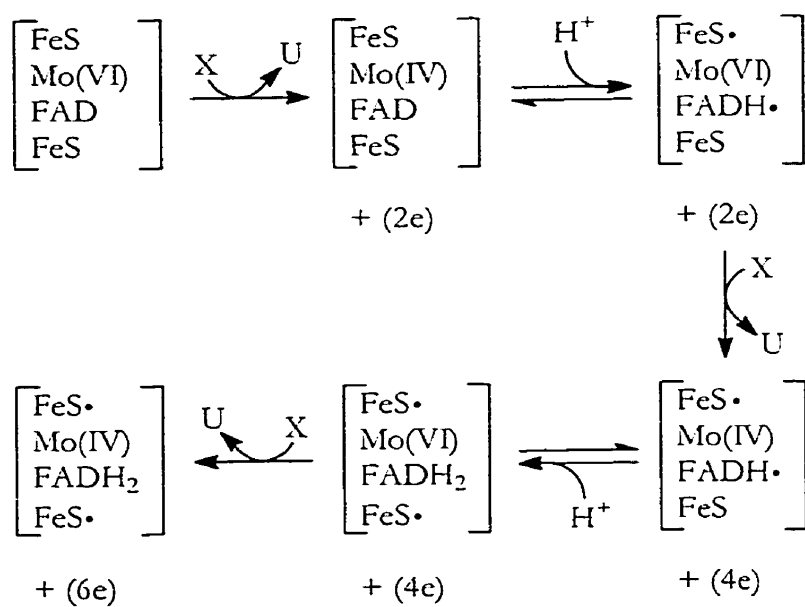 FeS
Mo(VI)
FAD
FeS
X U
FeS
Mo(IV)
FAD
FeS
+ (2e)
H+
FeS•
Mo(VI)
FADH•
FeS
+ (2e)
X
U
FeS•
Mo(IV)
FADH2
FeS•
+ (6e)
U X
FeS•
Mo(VI)
FADH2
FeS•
+ (4e)
H+
FeS•
Mo(IV)
FADH•
FeS
+ (4e)